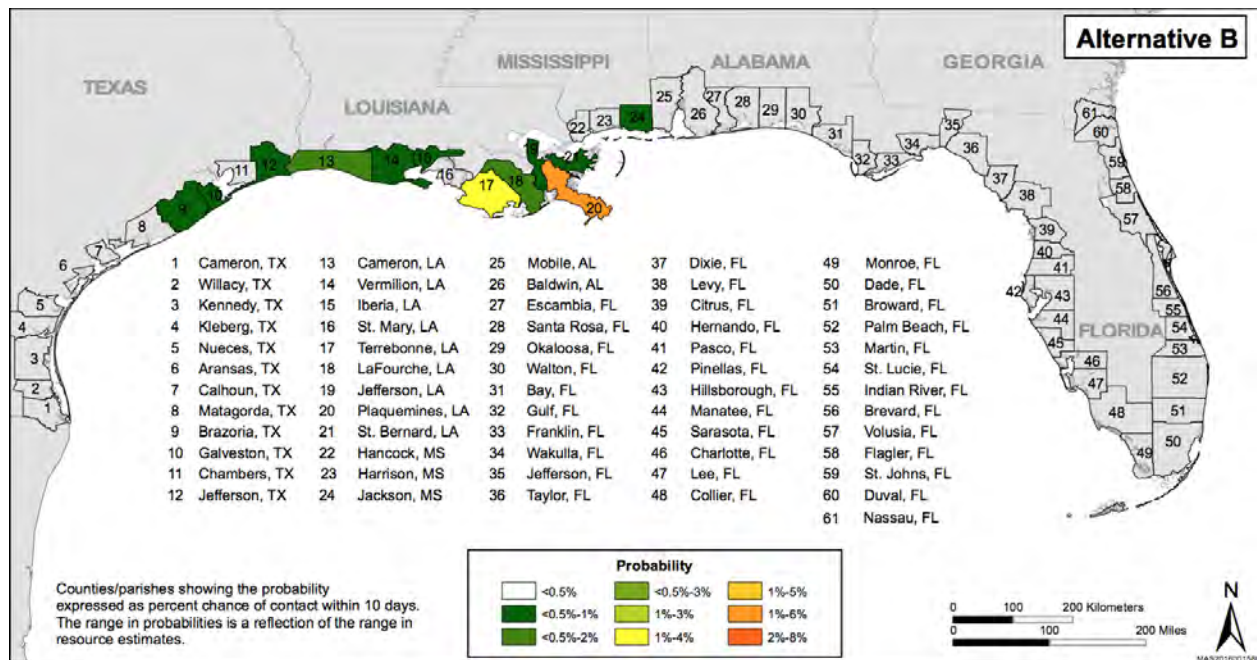 Alternative B
TEXAS
LOUISIANA
MISSISSIPPI
ALABAMA
GEORGIA
FLORIDA
1 Cameron, TX
2 Willacy, TX
3 Kennedy, TX
4 Kleberg, TX
5 Nueces, TX
6 Aransas, TX
7 Calhoun, TX
8 Matagorda, TX
9 Brazoria, TX
10 Galveston, TX
11 Chambers, TX
12 Jefferson, TX
13 Cameron, LA
14 Vermilion, LA
15 Iberia, LA
16 St. Mary, LA
17 Terrebonne, LA
18 LaFourche, LA
19 Jefferson, LA
20 Plaquemines, LA
21 St. Bernard, LA
22 Hancock, MS
23 Harrison, MS
24 Jackson, MS
25 Mobile, AL
26 Baldwin, AL
27 Escambia, FL
28 Santa Rosa, FL
29 Okaloosa, FL
30 Walton, FL
31 Bay, FL
32 Gulf, FL
33 Franklin, FL
34 Wakulla, FL
35 Jefferson, FL
36 Taylor, FL
37 Dixie, FL
38 Levy, FL
39 Citrus, FL
40 Hernando, FL
41 Pasco, FL
42 Pinellas, FL
43 Hillsborough, FL
44 Manatee, FL
45 Sarasota, FL
46 Charlotte, FL
47 Lee, FL
48 Collier, FL
49 Monroe, FL
50 Dade, FL
51 Broward, FL
52 Palm Beach, FL
53 Martin, FL
54 St. Lucie, FL
55 Indian River, FL
56 Brevard, FL
57 Volusia, FL
58 Flagler, FL
59 St. Johns, FL
60 Duval, FL
61 Nassau, FL
Counties/parishes showing the probability
expressed as percent chance of contact within 10 days.
The range in probabilities is a reflection of the range in
resource estimates.
Probability
<0.5%
<0.5%-1%
<0.5%-2%
<0.5%-3%
1%-3%
1%-4%
1%-5%
1%-6%
2%-8%
0 100 200 Kilometers
0 100 200 Miles
N